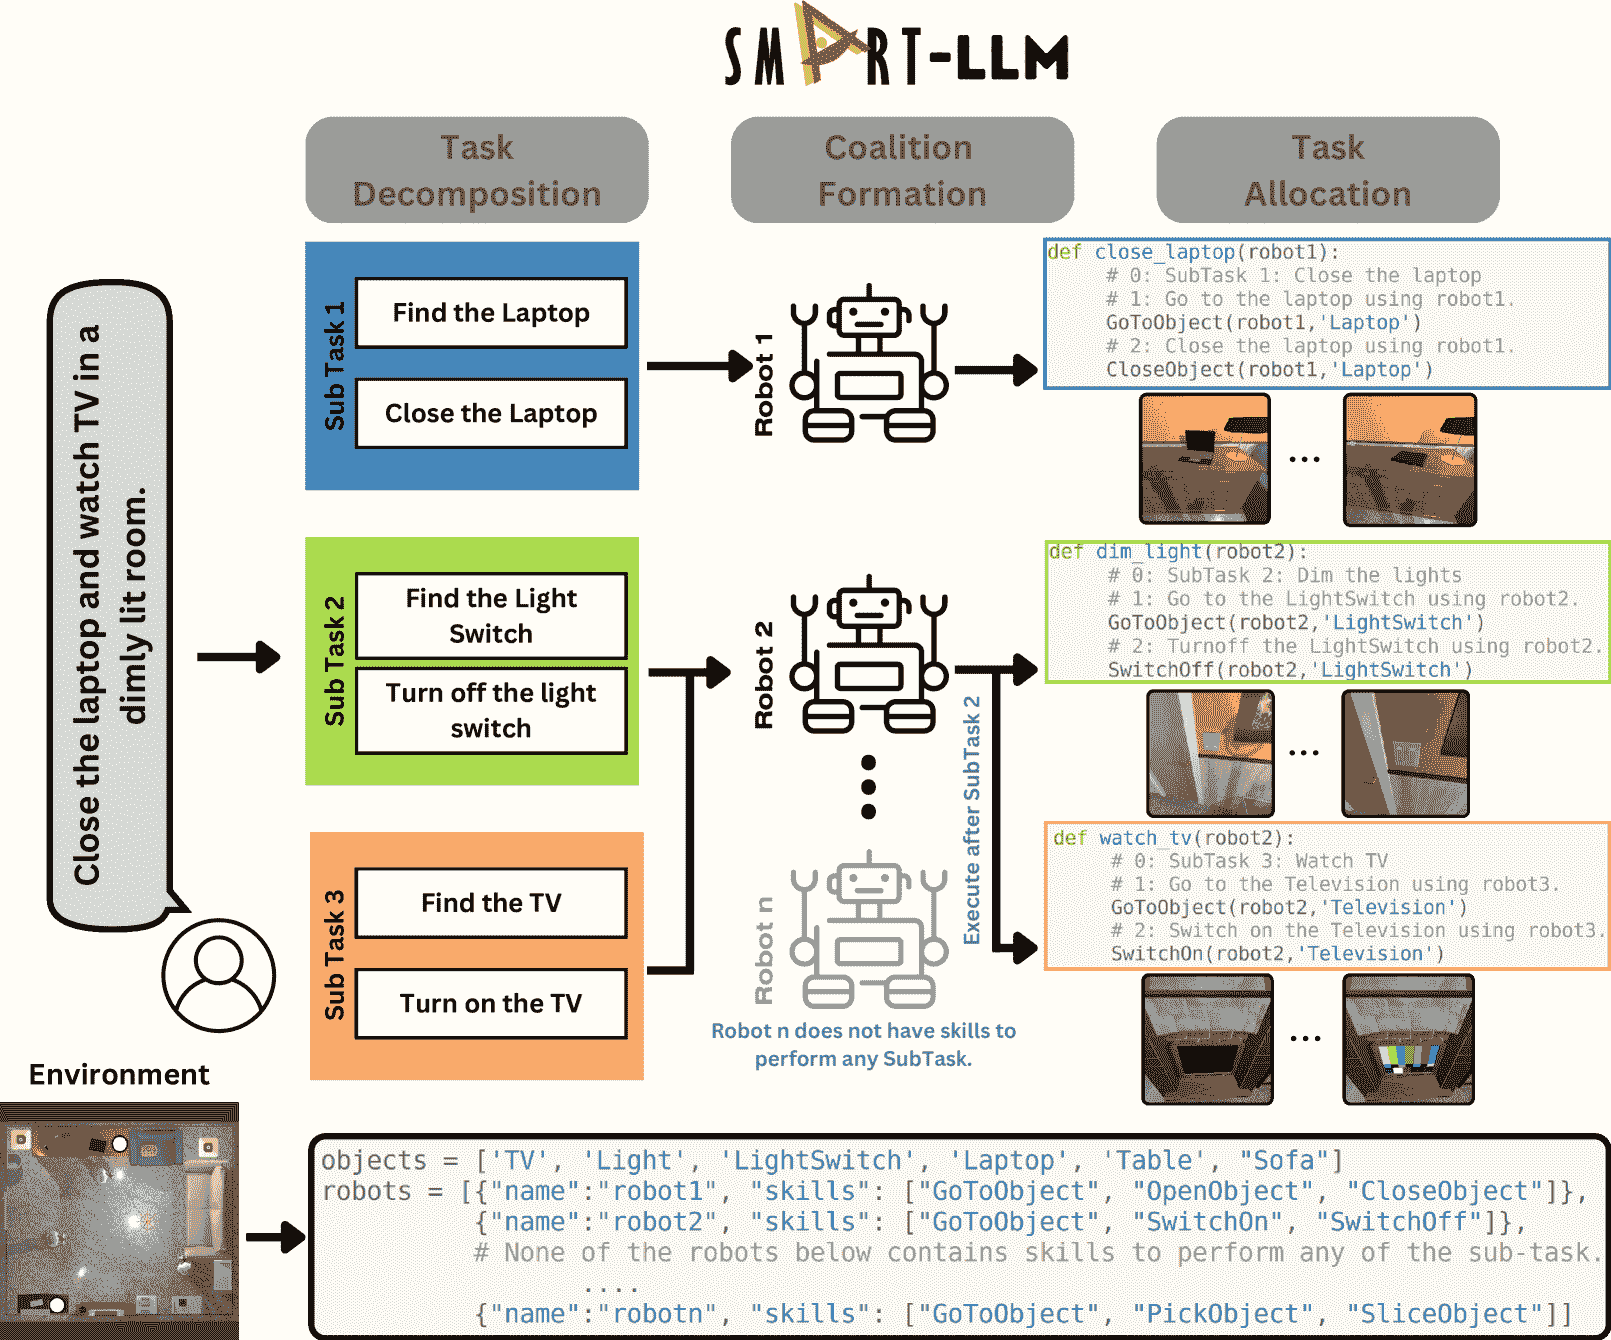 SMART-LLM
Task
Decomposition
Coalition
Formation
Task
Allocation
Close the laptop and watch TV in a
dimly lit room.
Sub Task 1
Find the Laptop
Close the Laptop
Robot 1
def close_laptop(robot1):
# 0: SubTask 1: Close the laptop
# 1: Go to the laptop using robot1.
GoToObject(robot1,'Laptop')
# 2: Close the laptop using robot1.
CloseObject(robot1,'Laptop')
...
Sub Task 2
Find the Light
Switch
Turn off the light
switch
Robot 2
Execute after SubTask 2
def dim_light(robot2):
# 0: SubTask 2: Dim the lights
# 1: Go to the LightSwitch using robot2.
GoToObject(robot2,'LightSwitch')
# 2: Turnoff the LightSwitch using robot2.
SwitchOff(robot2,'LightSwitch')
...
Sub Task 3
Find the TV
Turn on the TV
Robot n
Robot n does not have skills to
perform any SubTask.
def watch_tv(robot2):
# 0: SubTask 3: Watch TV
# 1: Go to the Television using robot3.
GoToObject(robot2,'Television')
# 2: Switch on the Television using robot3.
SwitchOn(robot2,'Television')
...
Environment
objects = ['TV', 'Light', 'LightSwitch', 'Laptop', 'Table', "Sofa"]
robots = [{"name":"robot1", "skills": ["GoToObject", "OpenObject", "CloseObject"]},
{"name":"robot2", "skills": ["GoToObject", "SwitchOn", "SwitchOff"]},
# None of the robots below contains skills to perform any of the sub-task.
....
{"name":"robotn", "skills": ["GoToObject", "PickObject", "SliceObject"]]